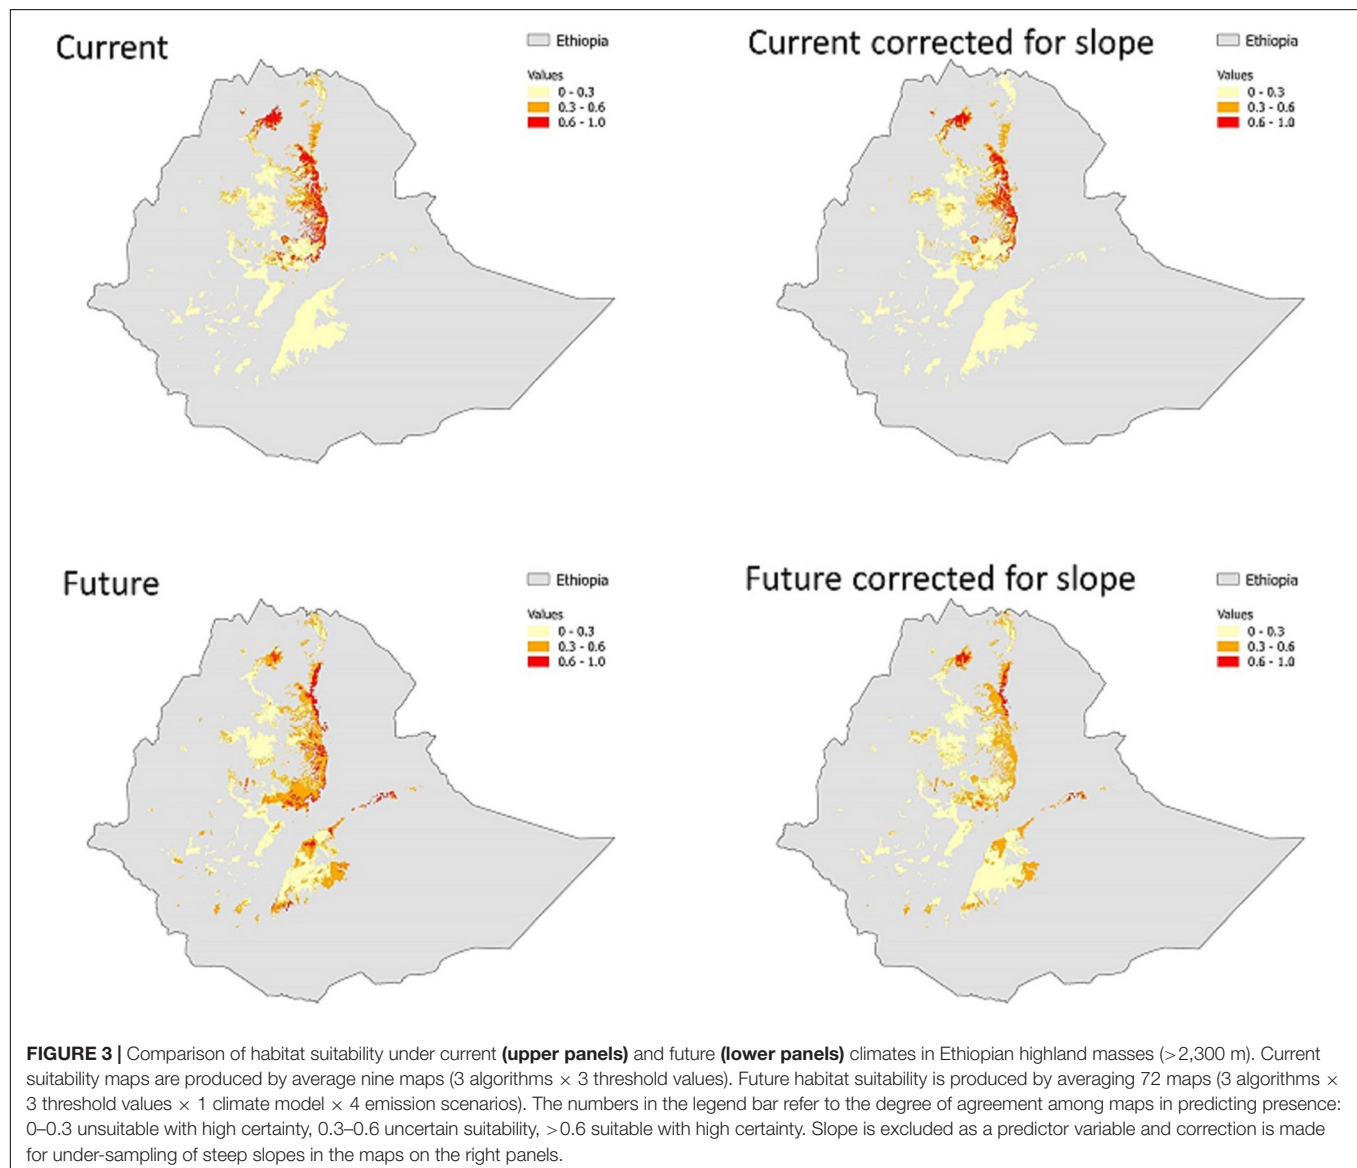 Current
Ethiopia
Values
0 - 0.3
0.3 - 0.6
0.6 - 1.0
Current corrected for slope
Ethiopia
Values
0 - 0.3
0.3 - 0.6
0.6 - 1.0
Future
Ethiopia
Values
0 - 0.3
0.3 - 0.6
0.6 - 1.0
Future corrected for slope
Ethiopia
Values
0 - 0.3
0.3 - 0.6
0.6 - 1.0
FIGURE 3 | Comparison of habitat suitability under current (upper panels) and future (lower panels) climates in Ethiopian highland masses (>2,300 m). Current
suitability maps are produced by average nine maps (3 algorithms × 3 threshold values). Future habitat suitability is produced by averaging 72 maps (3 algorithms ×
3 threshold values × 1 climate model × 4 emission scenarios). The numbers in the legend bar refer to the degree of agreement among maps in predicting presence:
0–0.3 unsuitable with high certainty, 0.3–0.6 uncertain suitability, >0.6 suitable with high certainty. Slope is excluded as a predictor variable and correction is made
for under-sampling of steep slopes in the maps on the right panels.